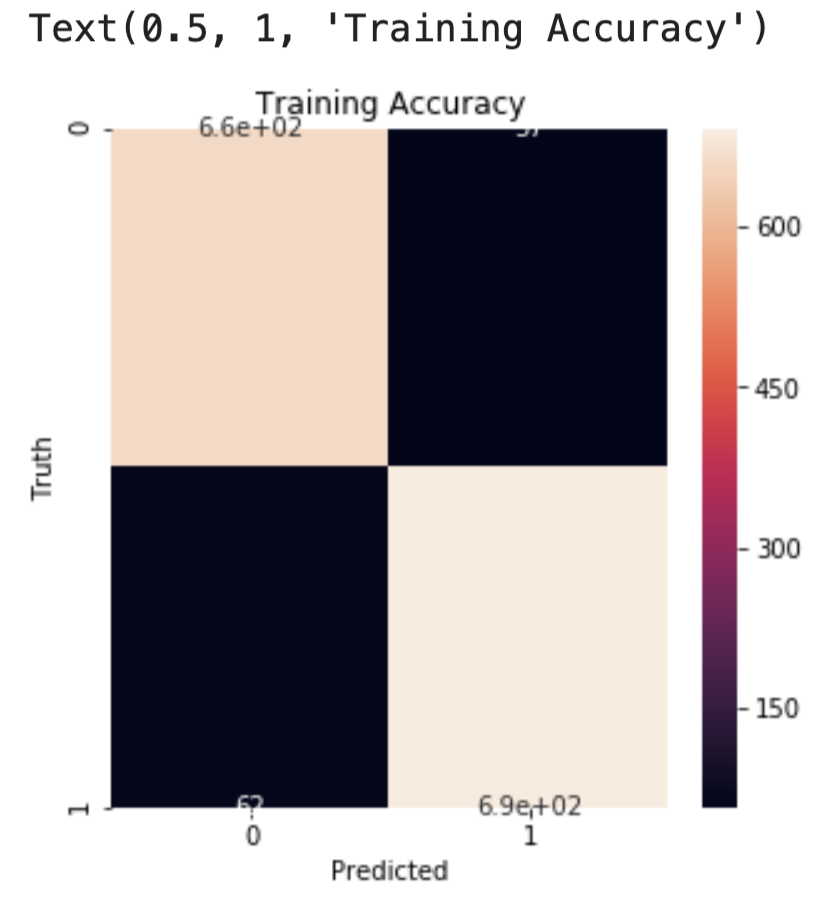 Text(0.5, 1, 'Training Accuracy')
Training Accuracy
0
6.6e+02
600
450
Truth
300
150
1
6.9e+02
0 1
Predicted